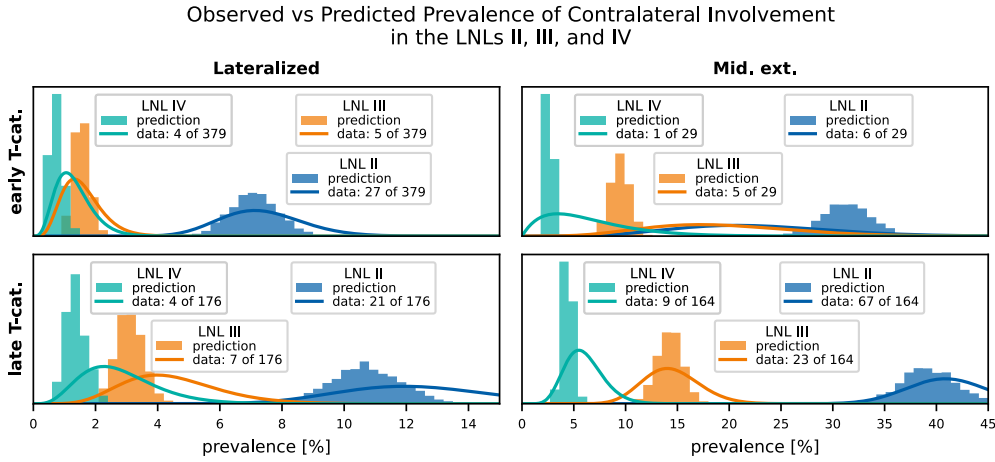 Observed vs Predicted Prevalence of Contralateral Involvement
in the LNLs II, III, and IV
Lateralized
Mid. ext.
early T-cat.
LNL IV
prediction
data: 4 of 379
LNL III
prediction
data: 5 of 379
LNL II
prediction
data: 27 of 379
LNL IV
prediction
data: 1 of 29
LNL II
prediction
data: 6 of 29
LNL III
prediction
data: 5 of 29
late T-cat.
LNL IV
prediction
data: 4 of 176
LNL II
prediction
data: 21 of 176
LNL III
prediction
data: 7 of 176
LNL IV
prediction
data: 9 of 164
LNL II
prediction
data: 67 of 164
LNL III
prediction
data: 23 of 164
0 2 4 6 8 10 12 14
0 5 10 15 20 25 30 35 40 45
prevalence [%]
prevalence [%]